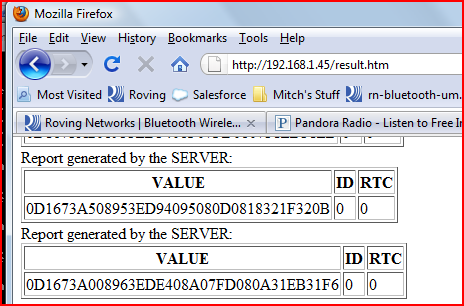 Mozilla Firefox
File Edit View History Bookmarks Tools Help
http://192.168.1.45/result.htm
Most Visited Roving Salesforce Mitch's Stuff rn-bluetooth-um.
Roving Networks | Bluetooth Wirele... Pandora Radio - Listen to Free In
Report generated by the SERVER:
VALUE ID RTC
0D1673A508953ED94095080D0818321F320B 0 0
Report generated by the SERVER:
VALUE ID RTC
0D1673A008963EDE408A07FD080A31EB31F6 0 0